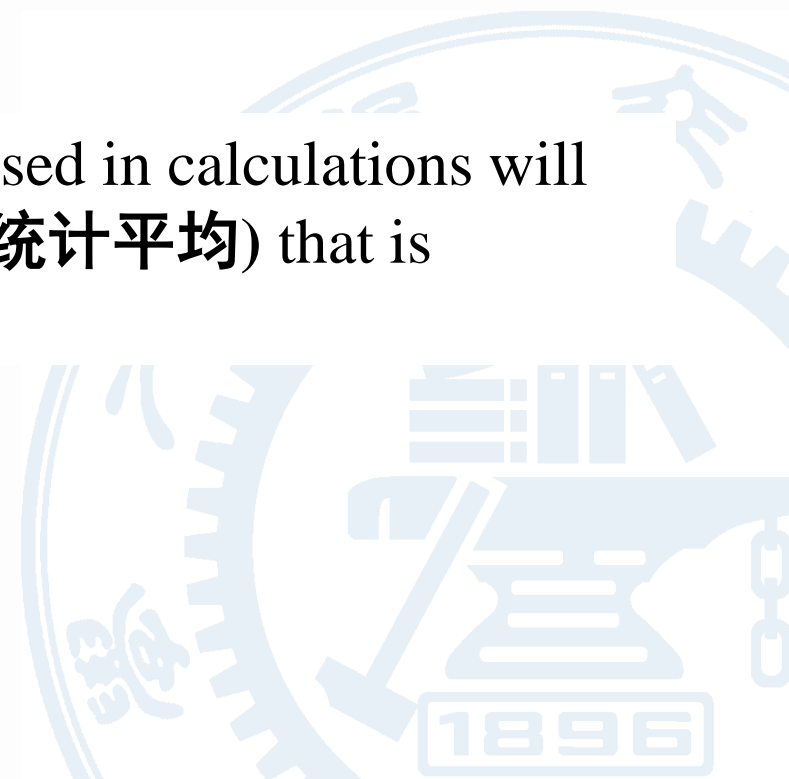 sed in calculations will
统计平均) that is
1896